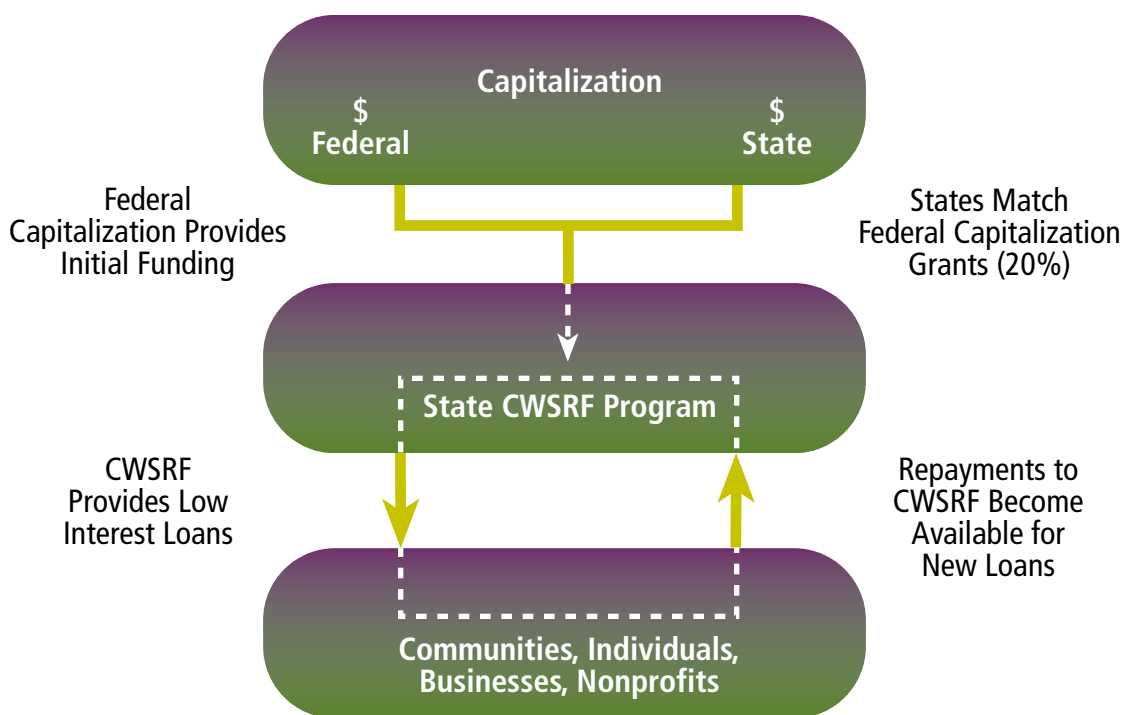 Capitalization
$
Federal
$
State
Federal
Capitalization Provides
Initial Funding
States Match
Federal Capitalization
Grants (20%)
State CWSRF Program
CWSRF
Provides Low
Interest Loans
Repayments to
CWSRF Become
Available for
New Loans
Communities, Individuals,
Businesses, Nonprofits